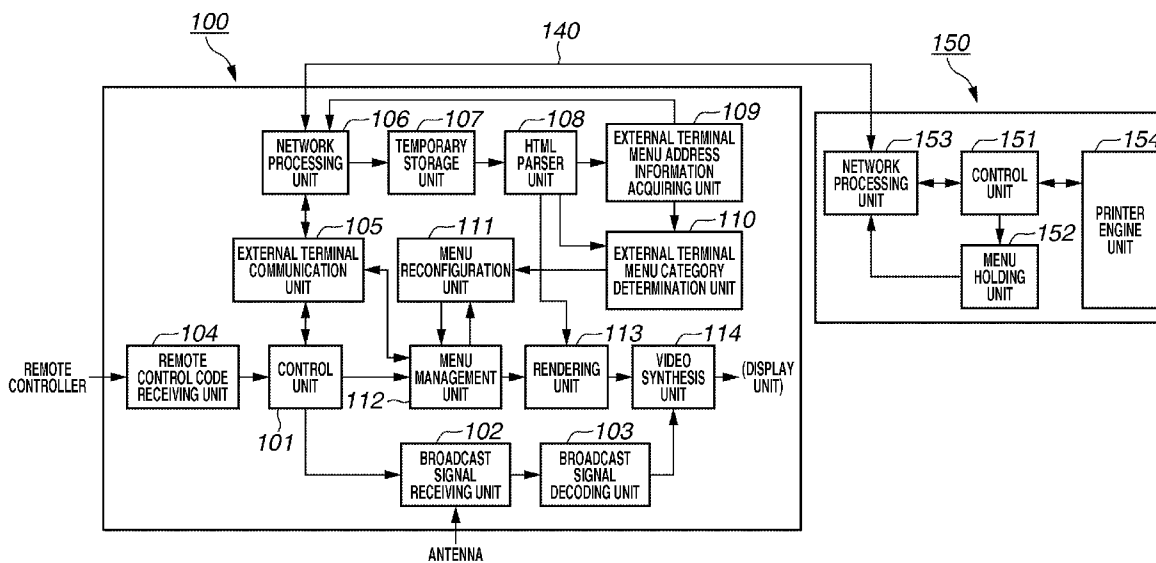 100
140
150
106
107
108
109
NETWORK
PROCESSING
UNIT
TEMPORARY
STORAGE
UNIT
HTML
PARSER
UNIT
EXTERNAL TERMINAL
MENU ADDRESS
INFORMATION
ACQUIRING UNIT
153
151
154
NETWORK
PROCESSING
UNIT
CONTROL
UNIT
PRINTER
ENGINE
UNIT
105
111
110
EXTERNAL TERMINAL
COMMUNICATION
UNIT
MENU
RECONFIGURATION
UNIT
EXTERNAL TERMINAL
MENU CATEGORY
DETERMINATION UNIT
152
MENU
HOLDING
UNIT
104
113
114
REMOTE
CONTROLLER
REMOTE
CONTROL CODE
RECEIVING UNIT
CONTROL
UNIT
MENU
MANAGEMENT
UNIT
RENDERING
UNIT
VIDEO
SYNTHESIS
UNIT
(DISPLAY
UNIT)
101
112
102
103
BROADCAST
SIGNAL
RECEIVING UNIT
BROADCAST
SIGNAL
DECODING UNIT
ANTENNA